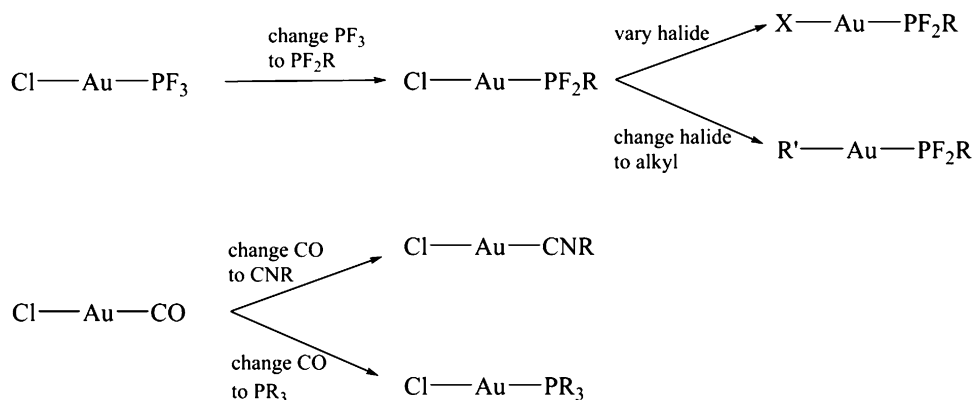 vary halide
X—Au—PF₂R
change PF₃
to PF₂R
Cl—Au—PF₃
Cl—Au—PF₂R
change halide
to alkyl
R'—Au—PF₂R
change CO
to CNR
Cl—Au—CNR
Cl—Au—CO
change CO
to PR₃
Cl—Au—PR₃